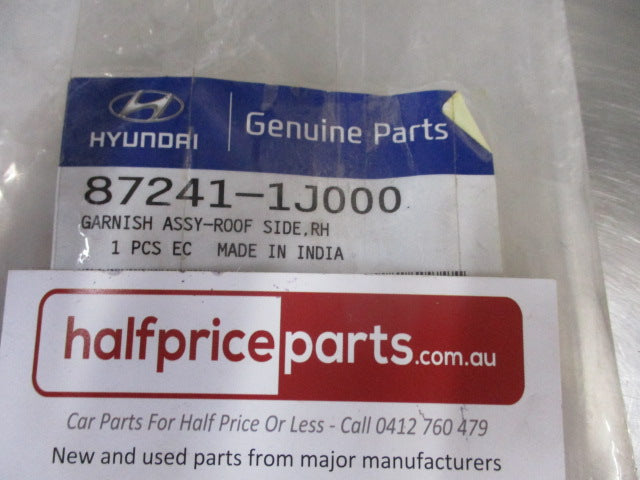 HYUNDAI
Genuine Parts
87241-1J000
GARNISH ASSY-ROOF SIDE,RH
1 PCS EC MADE IN INDIA
halfpriceparts.com.au
Car Parts For Half Price Or Less - Call 0412 760 479
New and used parts from major manufacturers